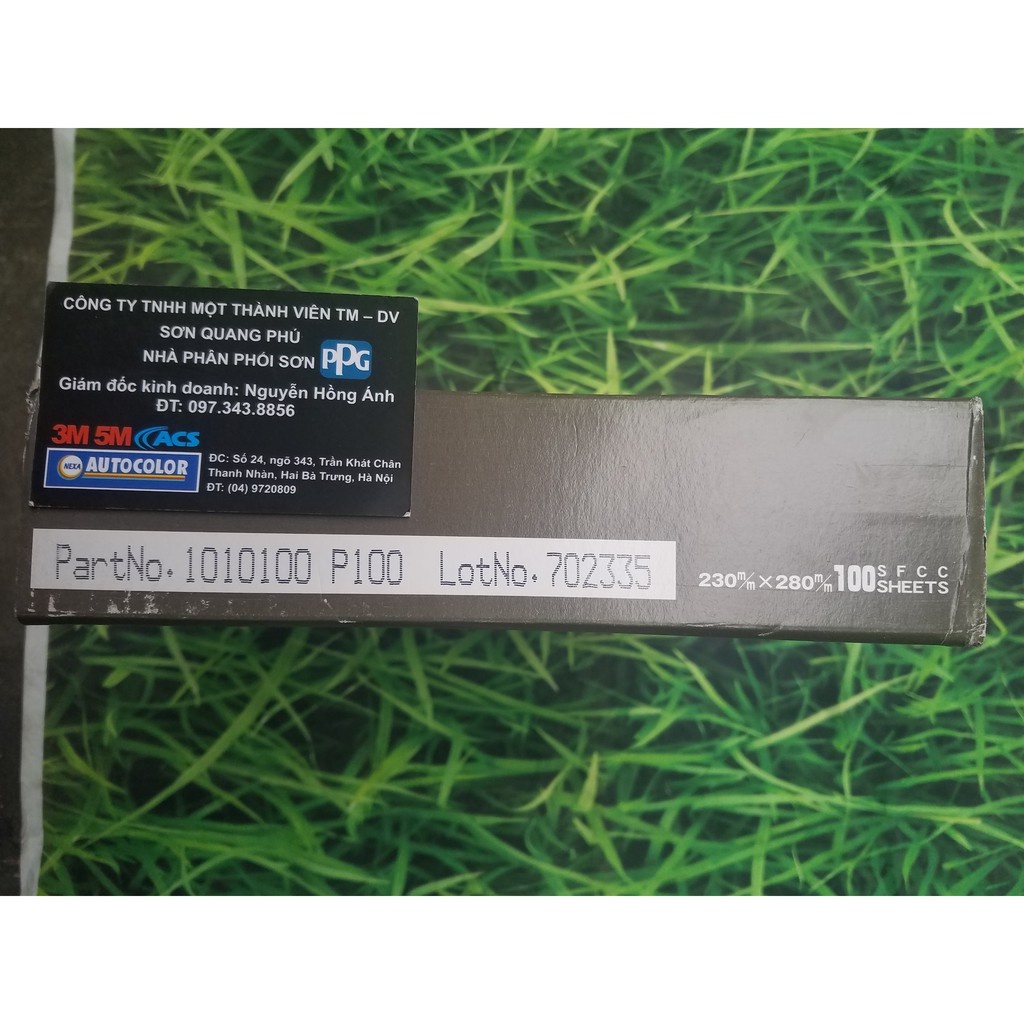 CÔNG TY TNHH MỘT THÀNH VIÊN TM – DV
SƠN QUANG PHÚ
NHÀ PHÂN PHỐI SƠN PPG
Giám đốc kinh doanh: Nguyễn Hồng Ánh
ĐT: 097.343.8856
3M 5M ACS
NEXA AUTOCOLOR
ĐC: Số 24, ngõ 343, Trần Khát Chân
Thanh Nhàn, Hai Bà Trưng, Hà Nội
ĐT: (04) 9720809
PartNo. 1010100 P100 LotNo. 702335
230m/m×280m/m 100 SFCC SHEETS